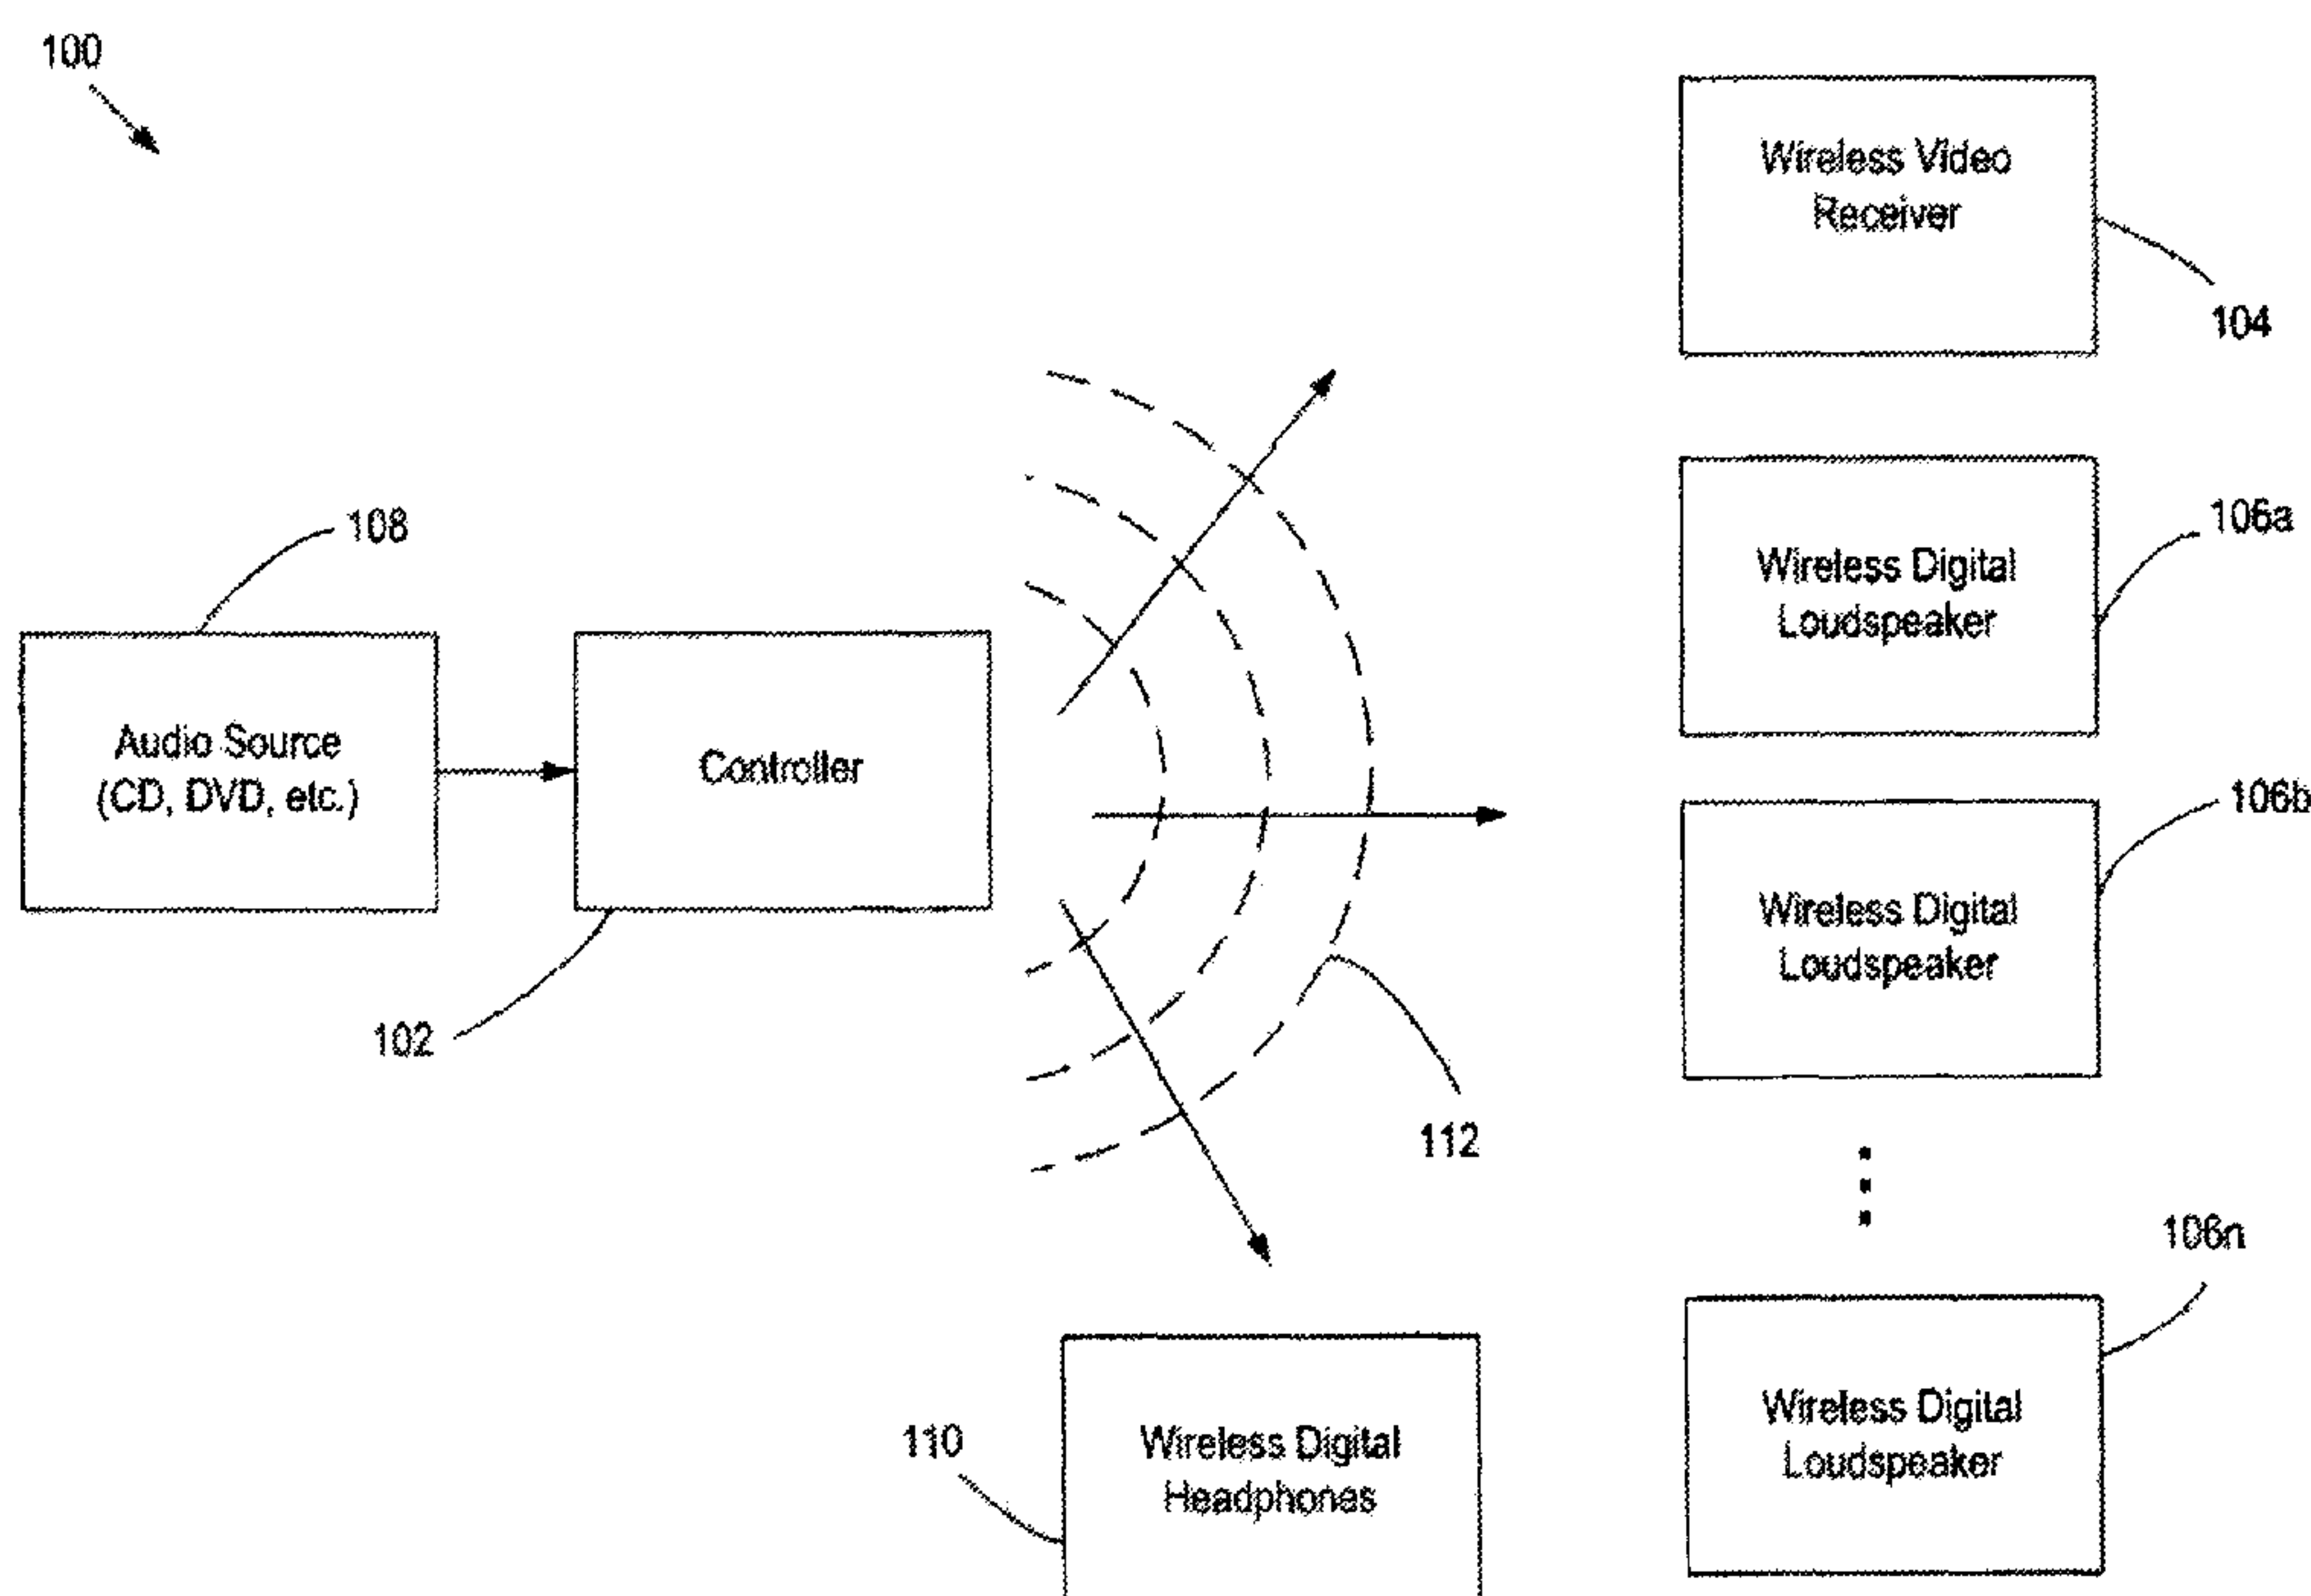 100
Wireless Video
Receiver
104
108
106a
Wireless Digital
Loudspeaker
Audio Source
(CD, DVD, etc.)
Controller
106b
Wireless Digital
Loudspeaker
102
112
106n
Wireless Digital
Loudspeaker
110
Wireless Digital
Headphones